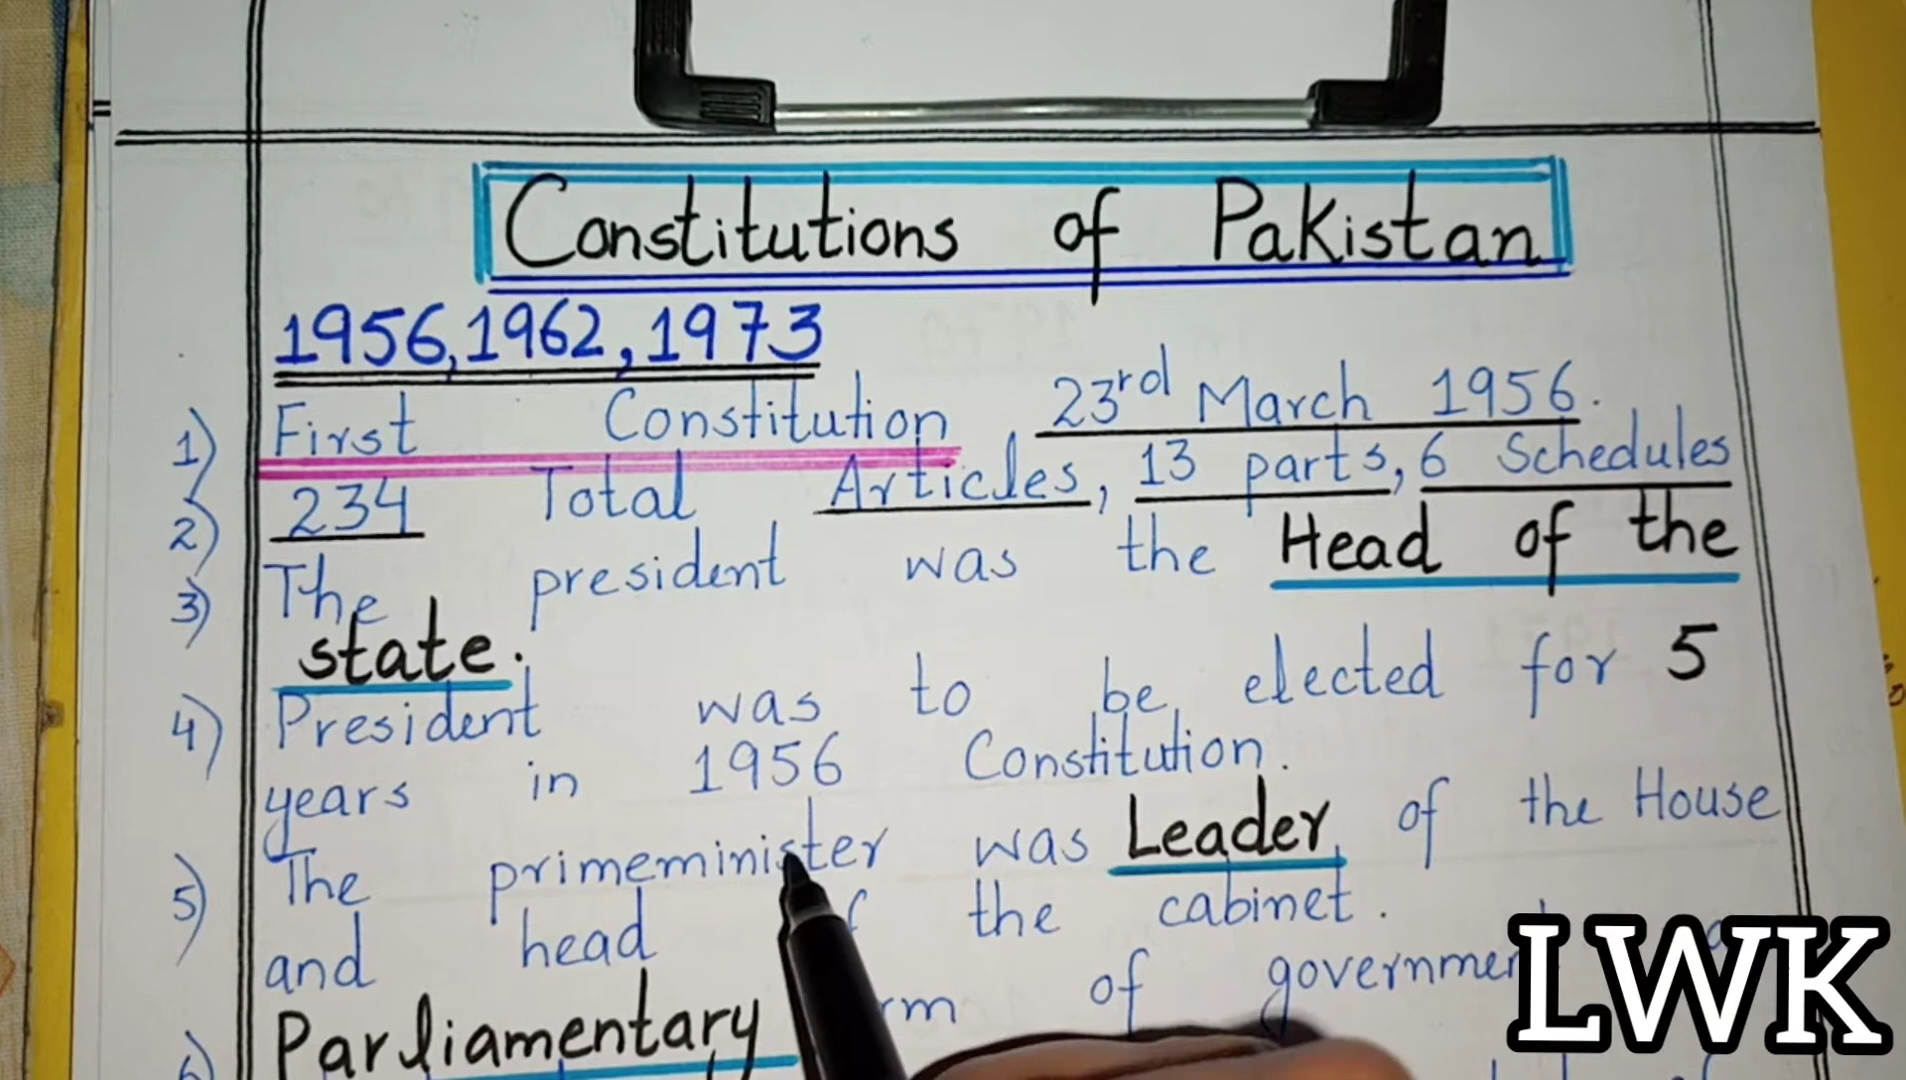 Constitutions of Pakistan
1956, 1962, 1973
1) First Constitution, 23rd March 1956.
2) 234 Total Articles, 13 parts, 6 Schedules
3) The president was the Head of the
state.
4) President was to be elected for 5
years in 1956 Constitution.
5) The primeminister was Leader of the House
and head the cabinet.
6) Parliamentary of
LWK